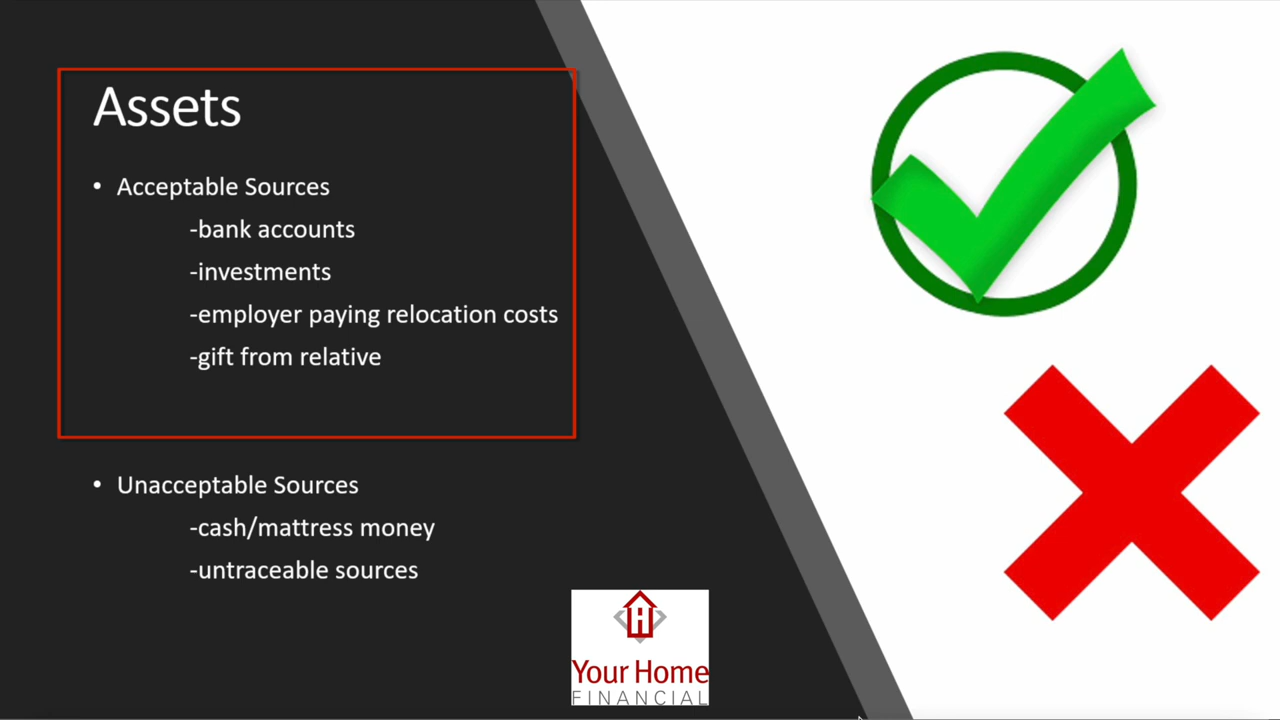 Assets
• Acceptable Sources
-bank accounts
-investments
-employer paying relocation costs
-gift from relative
• Unacceptable Sources
-cash/mattress money
-untraceable sources
Your Home
FINANCIAL